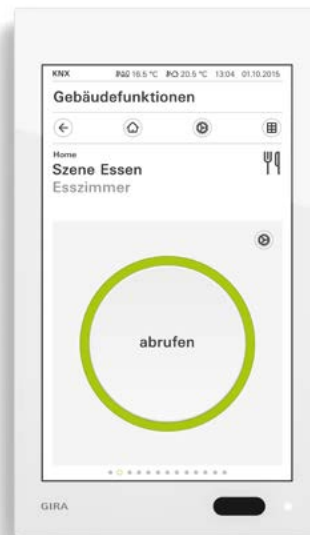 KNX 16.5 °C 20.5 °C 13:04 01.10.2015
Gebäudefunktionen
Home
Szene Essen
Esszimmer
abrufen
GIRA